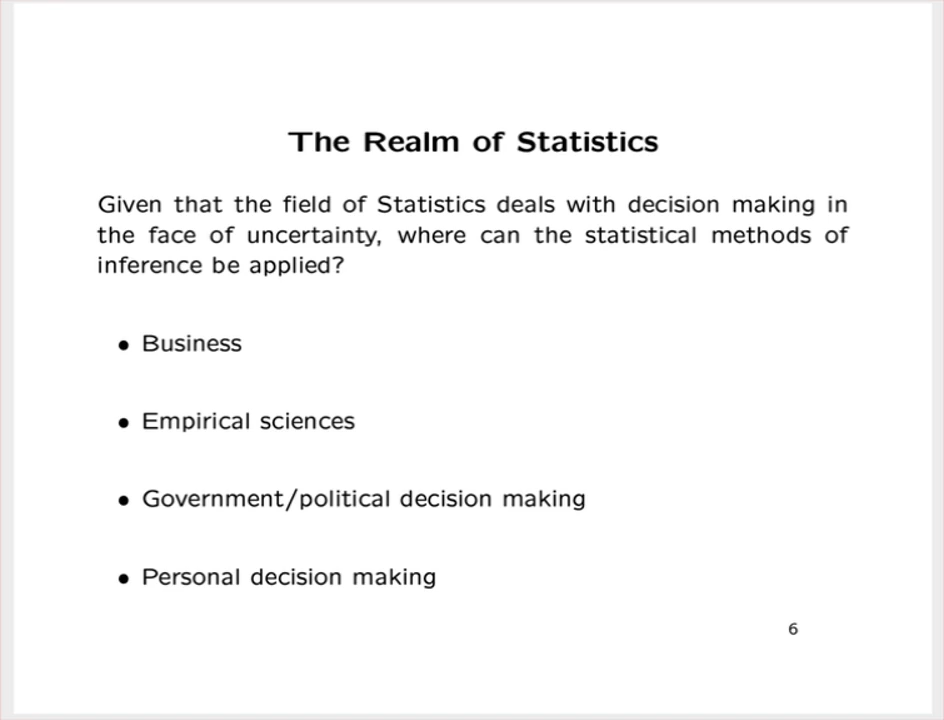 The Realm of Statistics
Given that the field of Statistics deals with decision making in
the face of uncertainty, where can the statistical methods of
inference be applied?
• Business
• Empirical sciences
• Government/political decision making
• Personal decision making
6